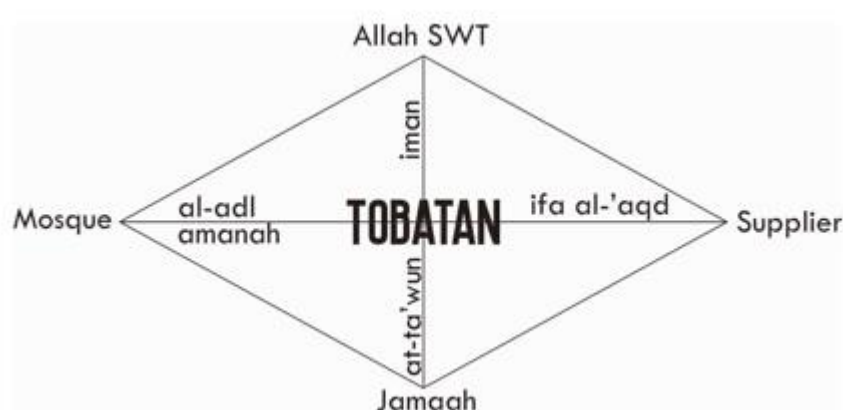 Allah SWT
iman
al-adl
ifa al-'aqd
Mosque
TOBATAN
Supplier
amanah
at-ta'wun
Jamaah